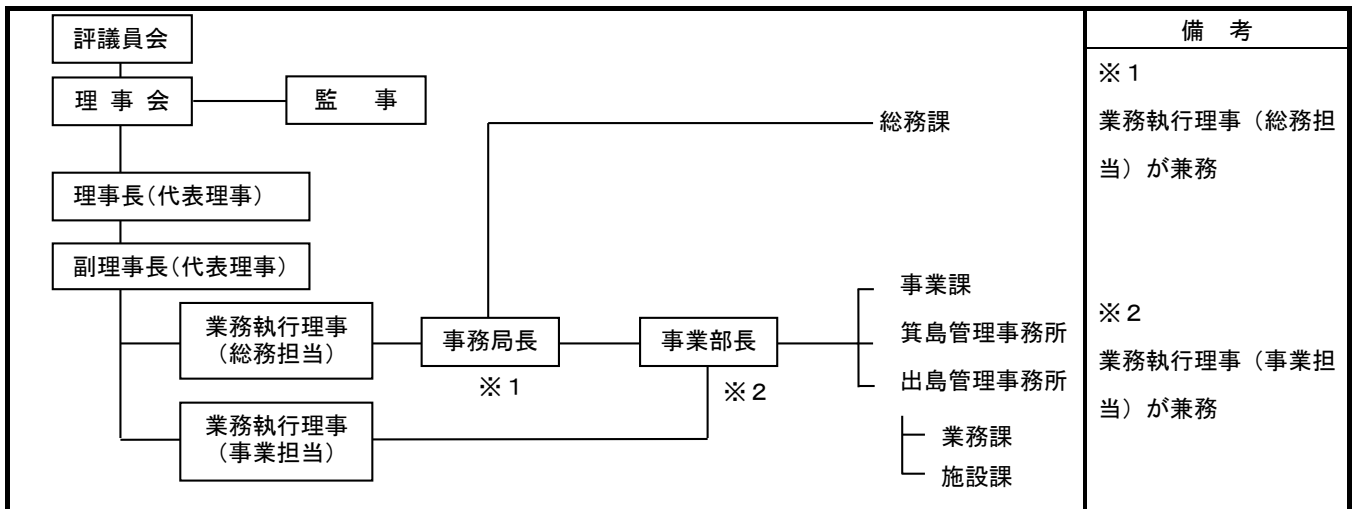 評議員会
理 事 会
監 事
理事長(代表理事)
副理事長(代表理事)
業務執行理事
(総務担当)
業務執行理事
(事業担当)
事務局長
※1
事業部長
※2
総務課
事業課
箕島管理事務所
出島管理事務所
業務課
施設課
備 考
※1
業務執行理事（総務担
当）が兼務
※2
業務執行理事（事業担
当）が兼務